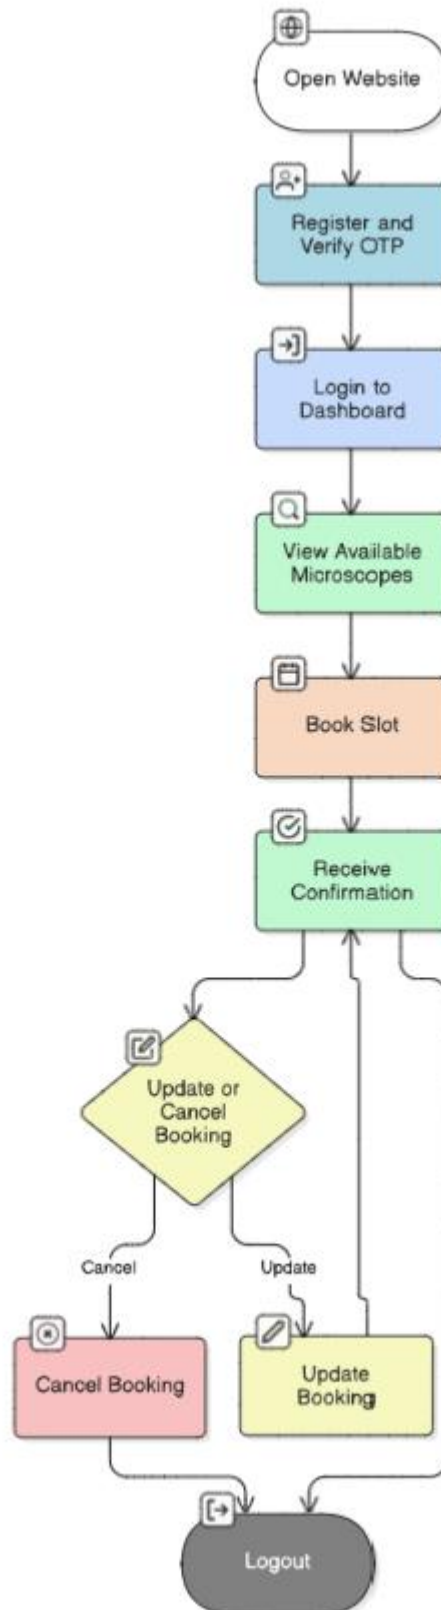 Open Website
Register and
Verify OTP
Login to
Dashboard
View Available
Microscopes
Book Slot
Receive
Confirmation
Update or
Cancel
Booking
Cancel
Update
Cancel Booking
Update
Booking
Logout